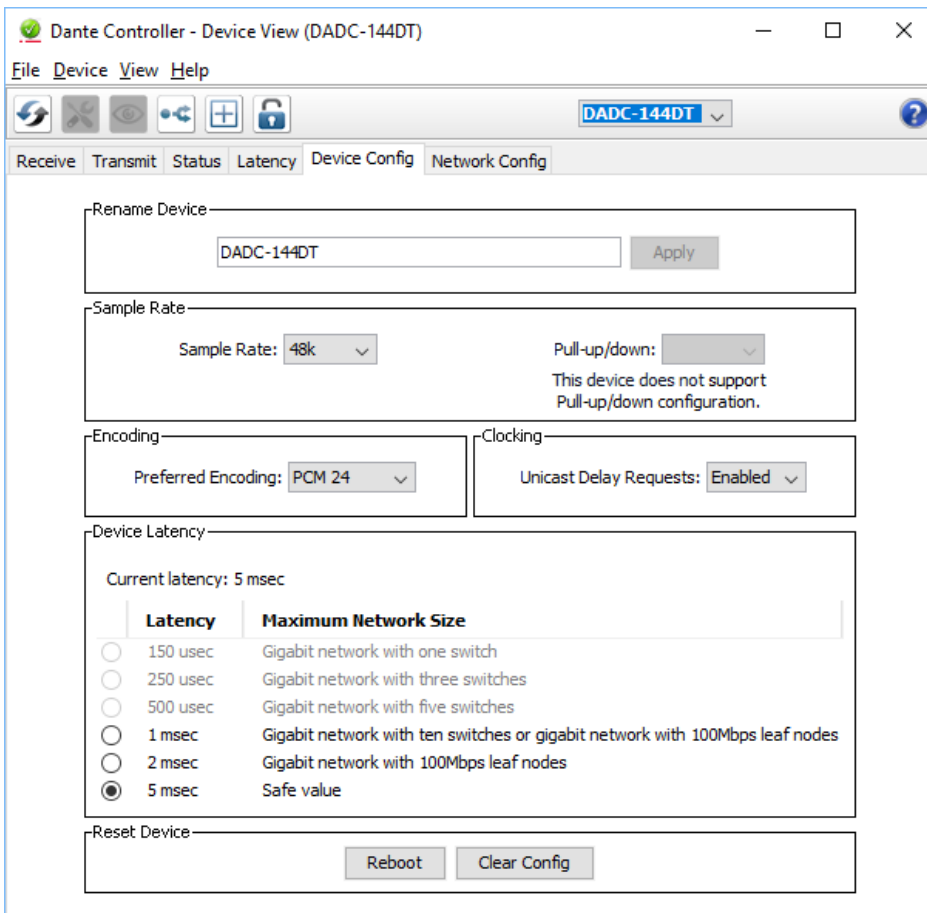 Dante Controller - Device View (DADC-144DT)
File Device View Help
DADC-144DT
?
Receive Transmit Status Latency Device Config Network Config
Rename Device
DADC-144DT Apply
Sample Rate
Sample Rate: 48k Pull-up/down:
This device does not support
Pull-up/down configuration.
Encoding Clocking
Preferred Encoding: PCM 24 Unicast Delay Requests: Enabled
Device Latency
Current latency: 5 msec
Latency Maximum Network Size
150 usec Gigabit network with one switch
250 usec Gigabit network with three switches
500 usec Gigabit network with five switches
1 msec Gigabit network with ten switches or gigabit network with 100Mbps leaf nodes
2 msec Gigabit network with 100Mbps leaf nodes
5 msec Safe value
Reset Device
Reboot Clear Config